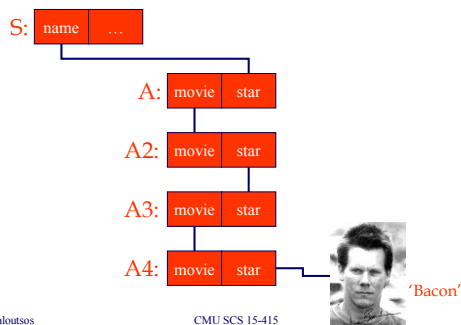 S: name …
A: movie star
A2: movie star
A3: movie star
A4: movie star
'Bacon'
aloutsos CMU SCS 15-415